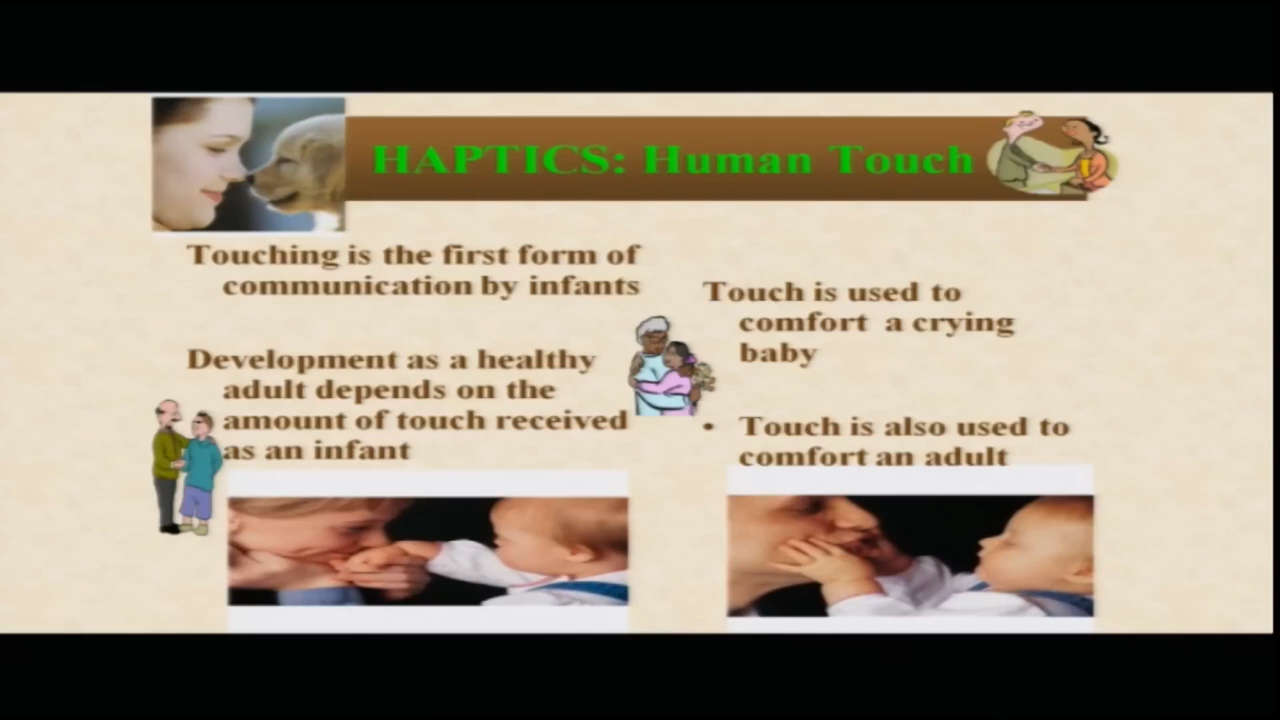 HAPTICS: Human Touch
Touching is the first form of
communication by infants
Development as a healthy
adult depends on the
amount of touch received
as an infant
Touch is used to
comfort a crying
baby
• Touch is also used to
comfort an adult